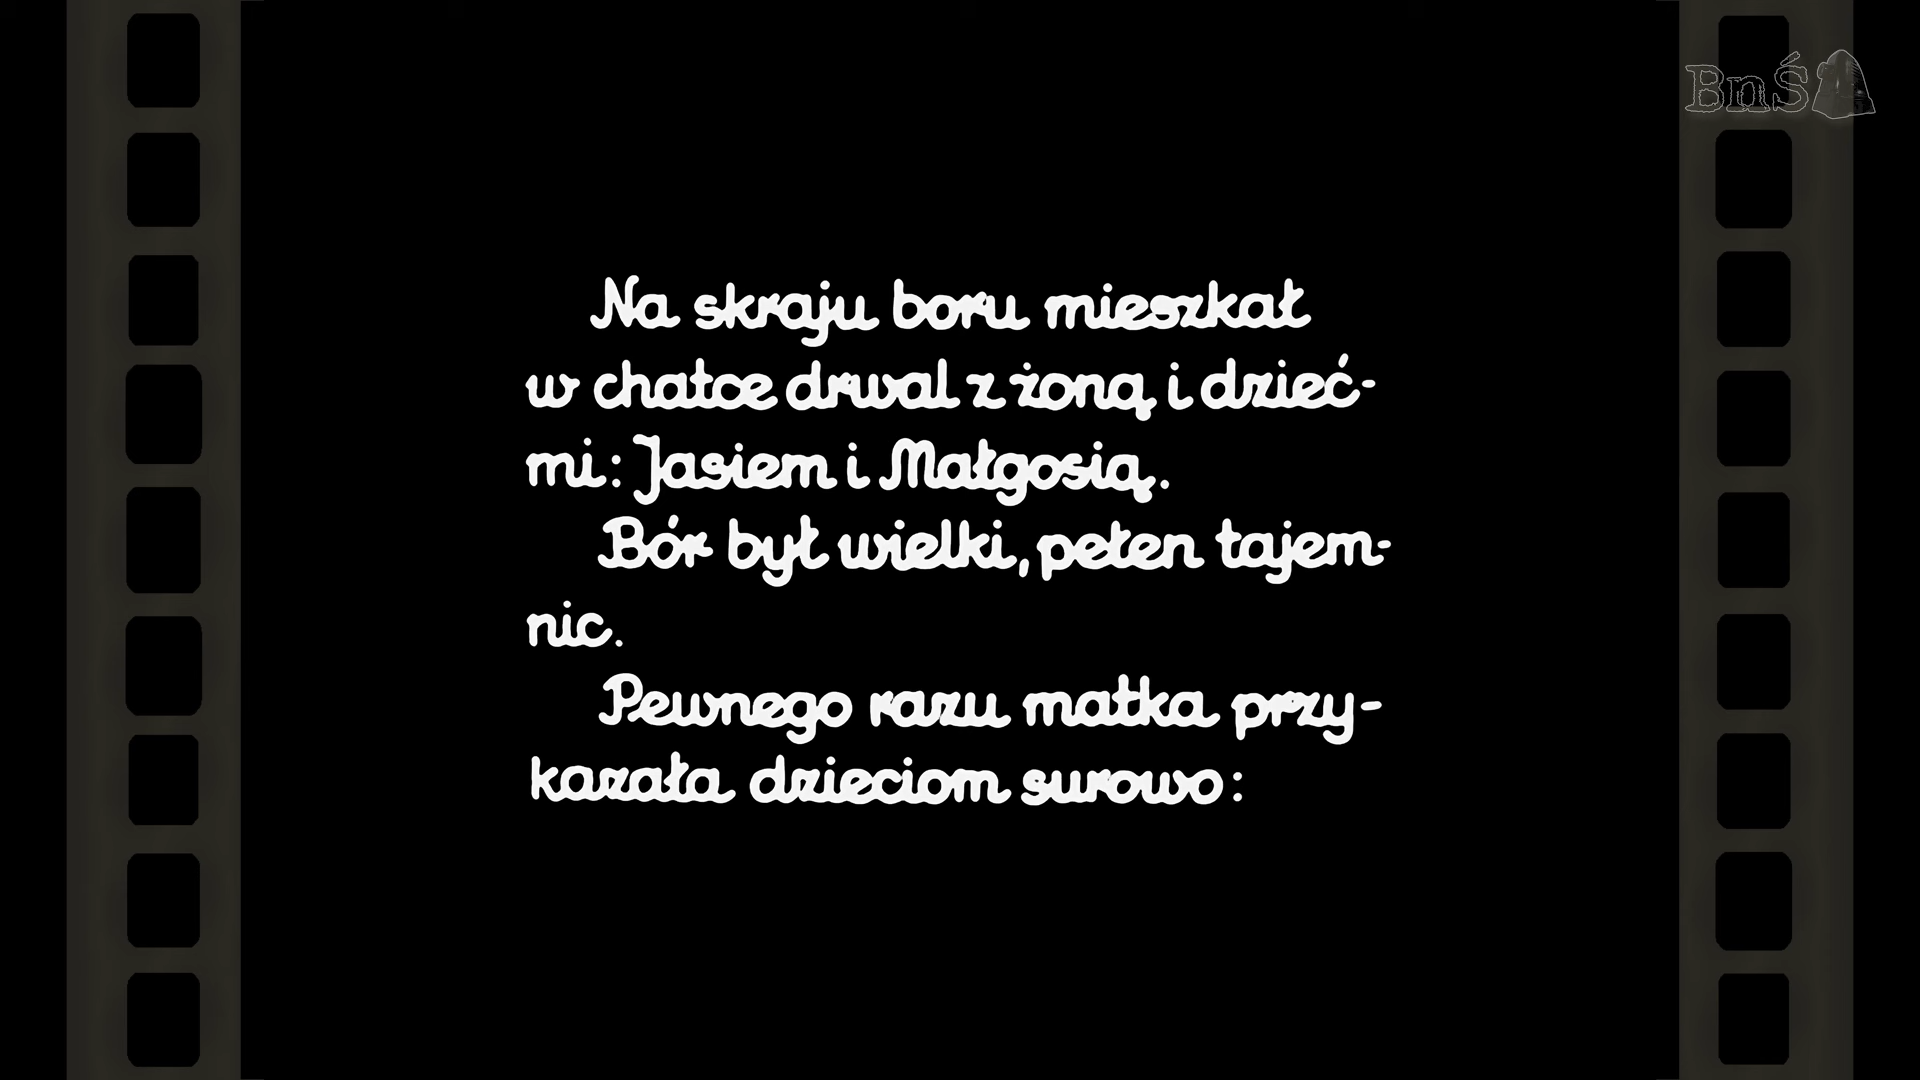 BnŚ
Na skraju boru mieszkał
w chatce drwal z żoną i dzieć-
mi: Jasiem i Małgosią.
Bór był wielki, pełen tajem-
nic.
Pewnego razu matka przy-
kazała dzieciom surowo: